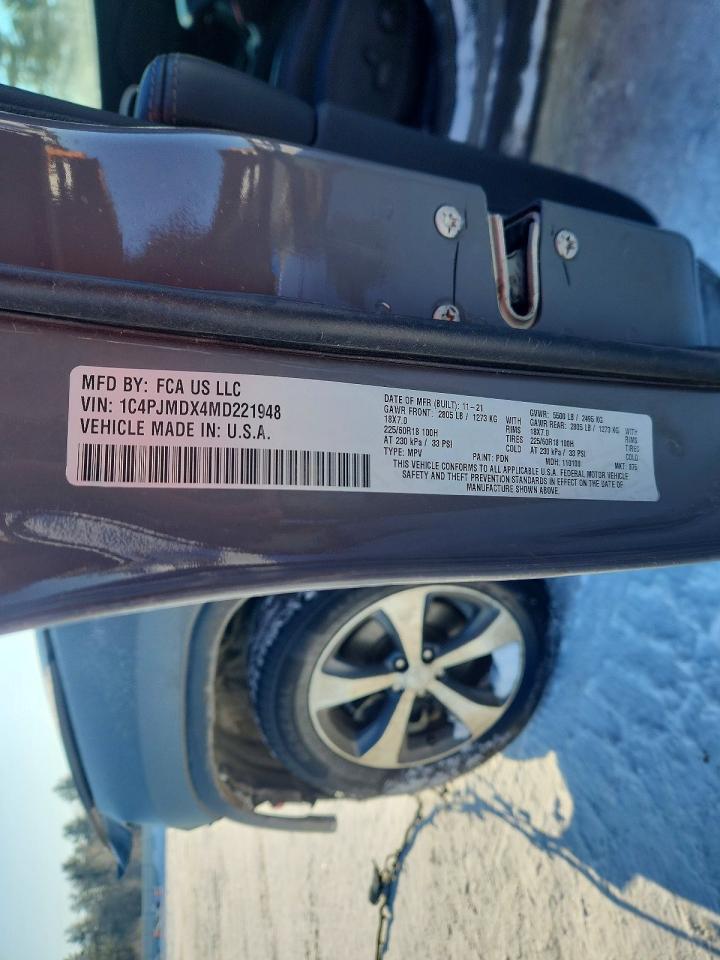 MFD BY: FCA US LLC
VIN: 1C4PJMDX4MD221948
VEHICLE MADE IN: U.S.A.
DATE OF MFR (BUILT): 11-21 GVWR: 5500 LB / 2495 KG
GAWR FRONT: 2805 LB / 1273 KG WITH GAWR REAR: 2805 LB / 1273 KG WITH
18X7.0 RIMS 18X7.0 RIMS
225/60R18 100H TIRES 225/60R18 100H TIRES
AT 230 kPa / 33 PSI COLD AT 230 kPa / 33 PSI COLD
TYPE: MPV PAINT: PDN MDH: MKT:
THIS VEHICLE CONFORMS TO ALL APPLICABLE U.S.A. FEDERAL MOTOR VEHICLE
SAFETY AND THEFT PREVENTION STANDARDS IN EFFECT ON THE DATE OF
MANUFACTURE SHOWN ABOVE.